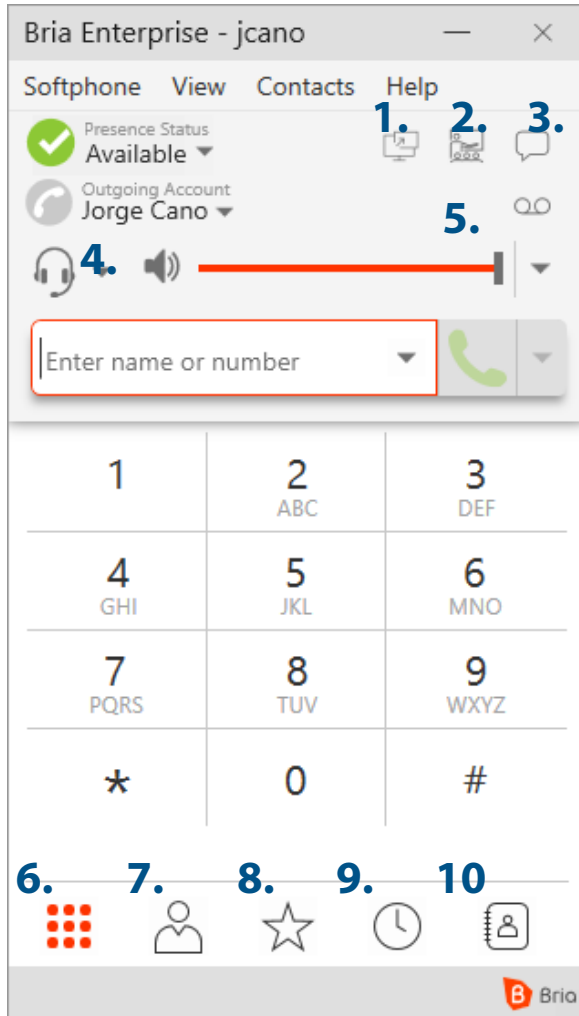 Bria Enterprise - jcano
Softphone View Contacts Help
1. 2. 3.
Presence Status
Available
Outgoing Account
Jorge Cano
5.
4.
Enter name or number
1 2 3
ABC DEF
4 5 6
GHI JKL MNO
7 8 9
PQRS TUV WXYZ
* 0 #
6. 7. 8. 9. 10
B Bria